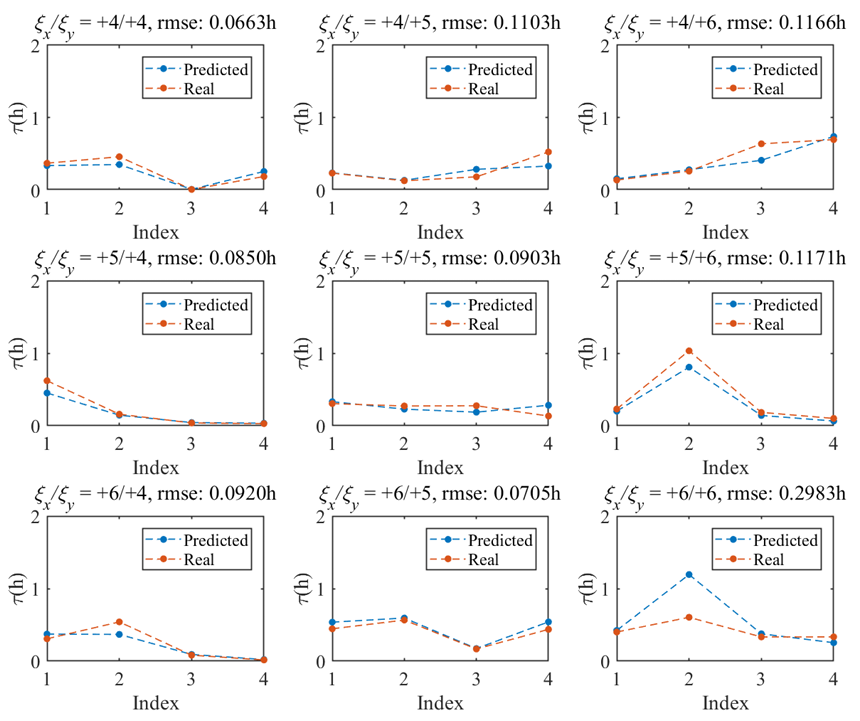 ξx/ξy = +4/+4, rmse: 0.0663h
ξx/ξy = +4/+5, rmse: 0.1103h
ξx/ξy = +4/+6, rmse: 0.1166h
2
1
0
τ(h)
Predicted
Real
1 2 3 4
Index
2
1
0
τ(h)
Predicted
Real
1 2 3 4
Index
2
1
0
τ(h)
Predicted
Real
1 2 3 4
Index
ξx/ξy = +5/+4, rmse: 0.0850h
ξx/ξy = +5/+5, rmse: 0.0903h
ξx/ξy = +5/+6, rmse: 0.1171h
2
1
0
τ(h)
Predicted
Real
1 2 3 4
Index
2
1
0
τ(h)
Predicted
Real
1 2 3 4
Index
2
1
0
τ(h)
Predicted
Real
1 2 3 4
Index
ξx/ξy = +6/+4, rmse: 0.0920h
ξx/ξy = +6/+5, rmse: 0.0705h
ξx/ξy = +6/+6, rmse: 0.2983h
2
1
0
τ(h)
Predicted
Real
1 2 3 4
Index
2
1
0
τ(h)
Predicted
Real
1 2 3 4
Index
2
1
0
τ(h)
Predicted
Real
1 2 3 4
Index